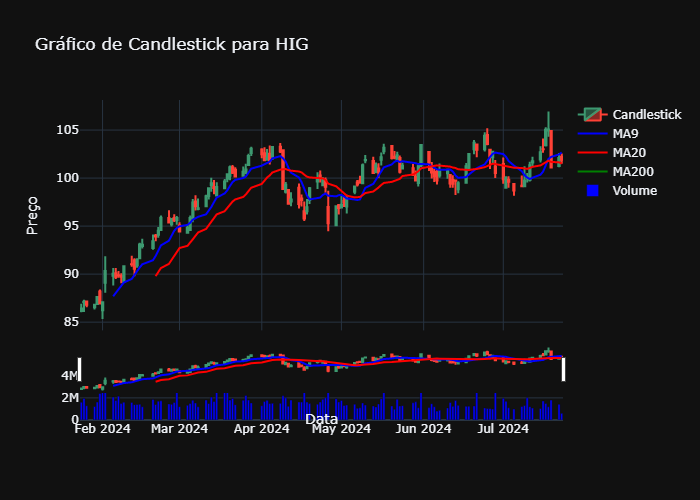 Gráfico de Candlestick para HIG
Candlestick
MA9
MA20
MA200
Volume
Preço
105
100
95
90
85
4M
2M
0
Data
Feb 2024
Mar 2024
Apr 2024
May 2024
Jun 2024
Jul 2024